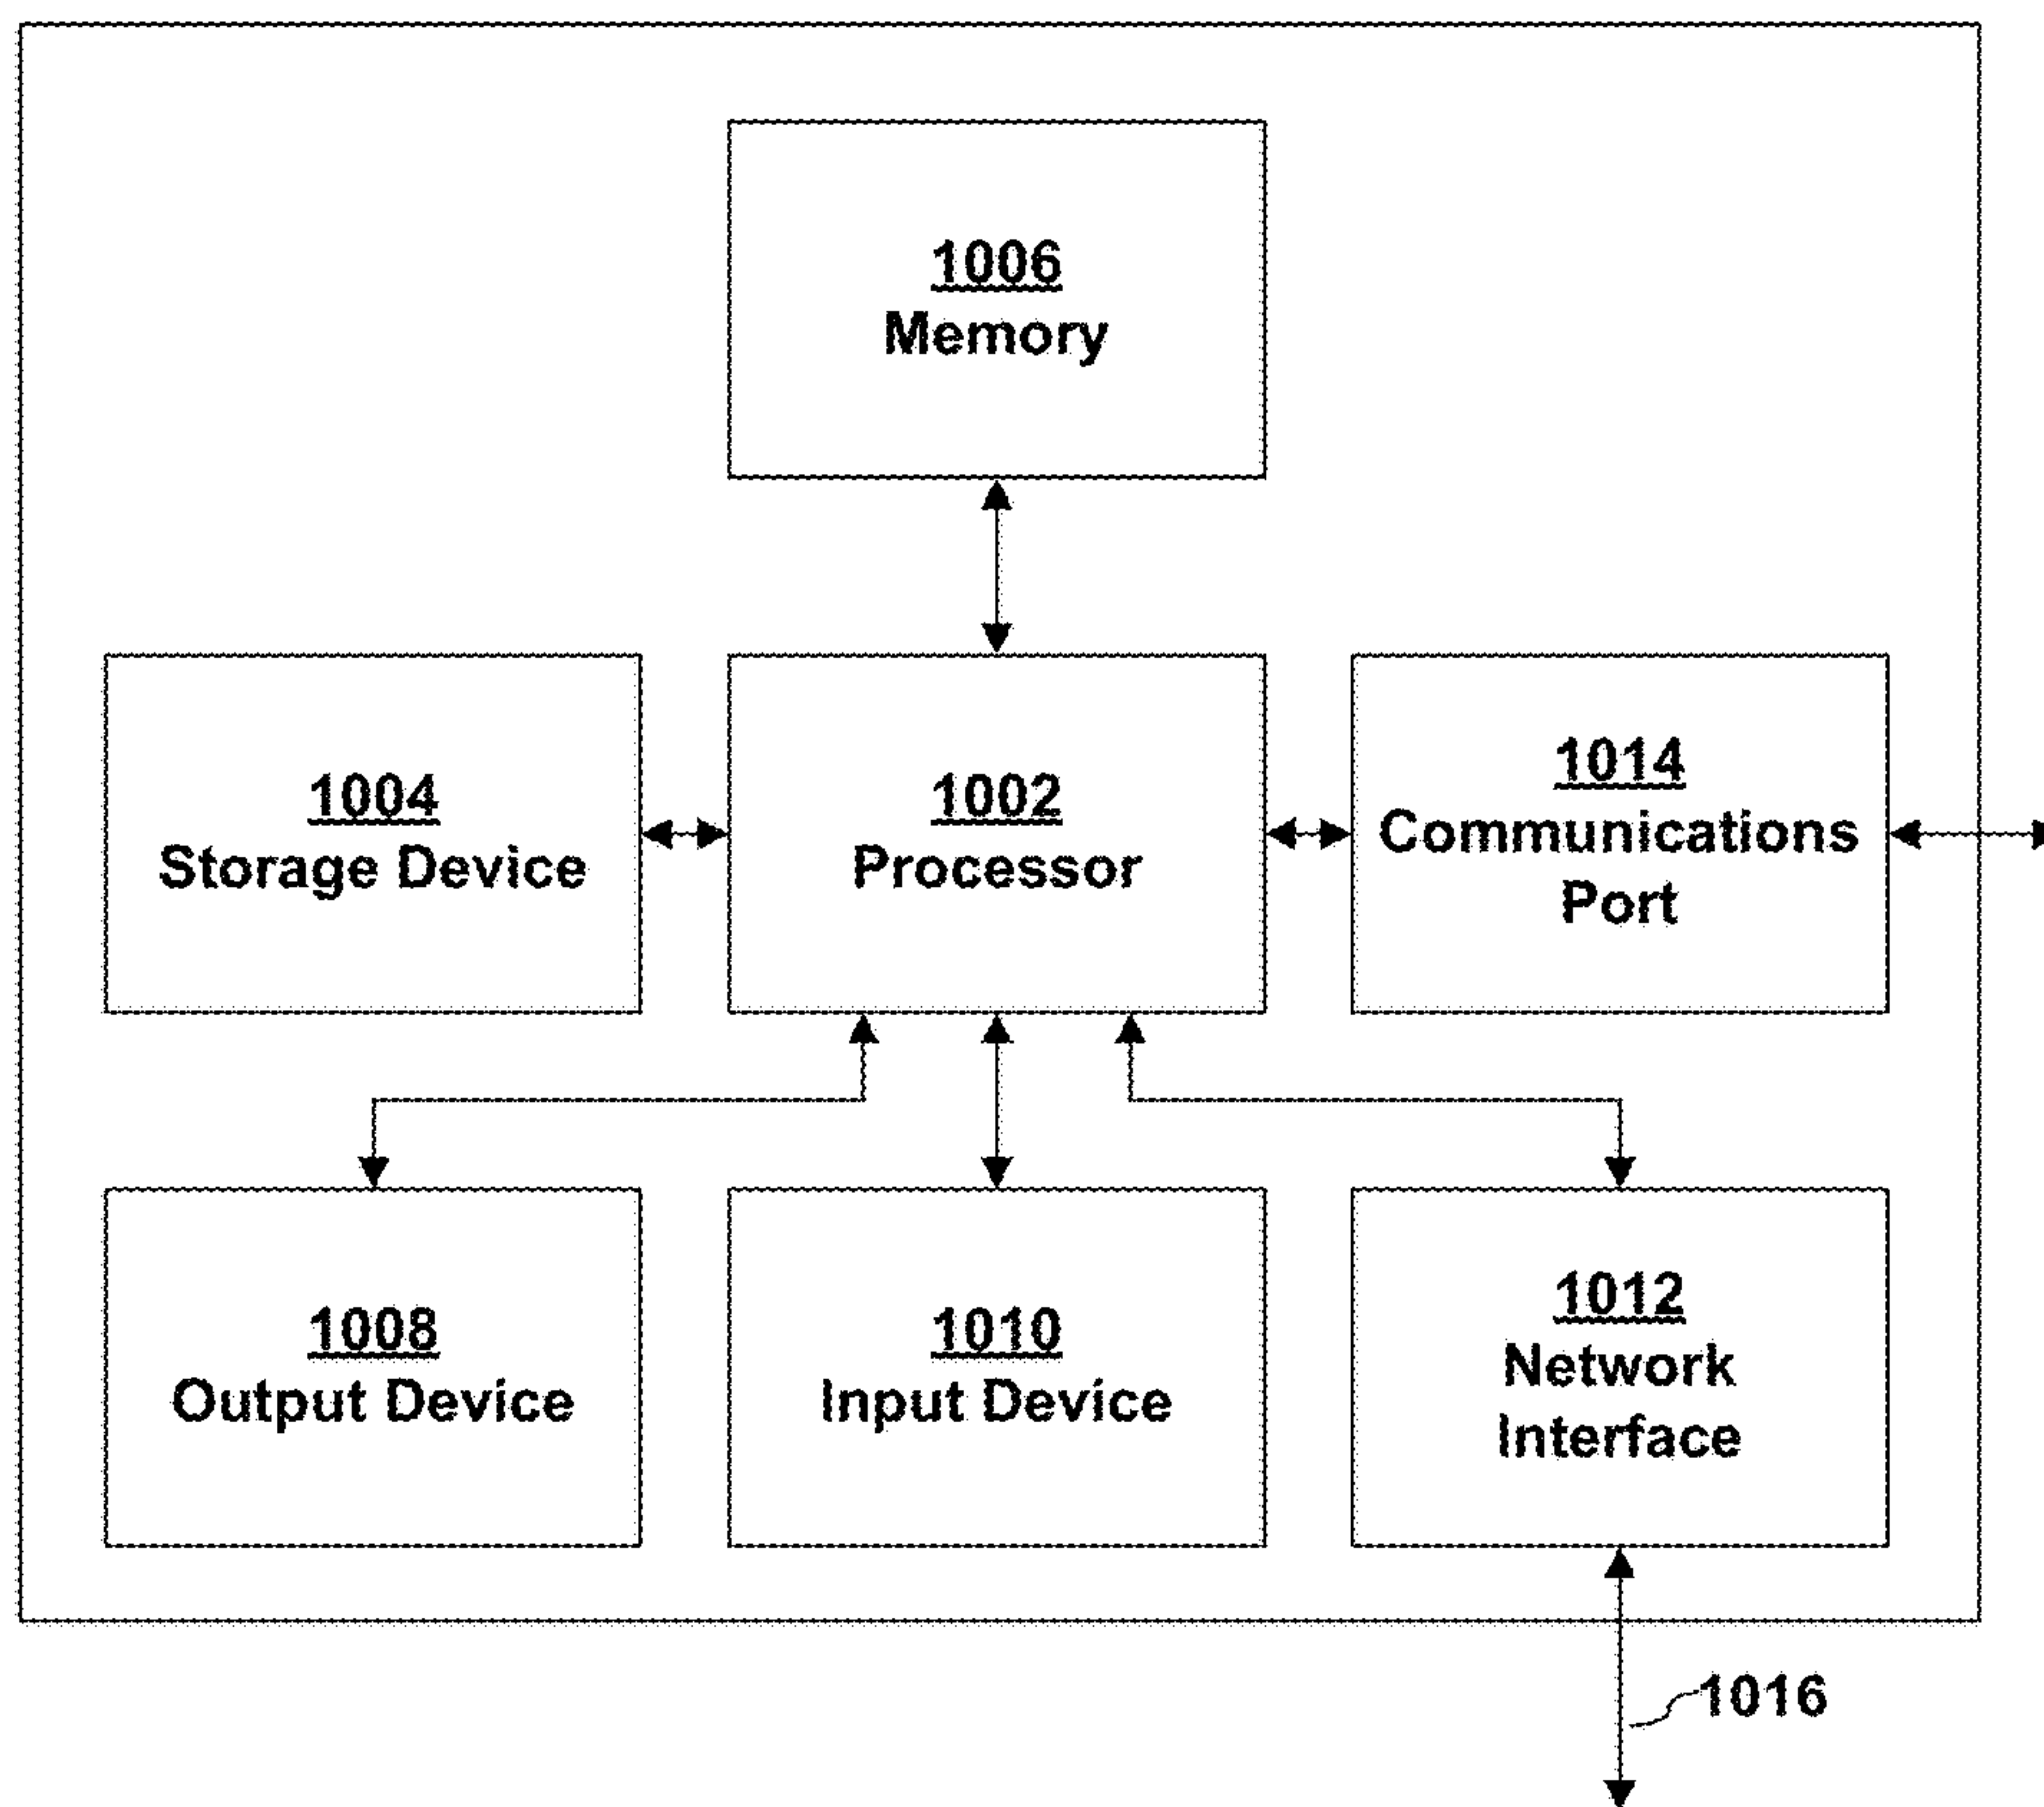 1006
Memory
1004
Storage Device
1002
Processor
1014
Communications
Port
1008
Output Device
1010
Input Device
1012
Network
Interface
1016